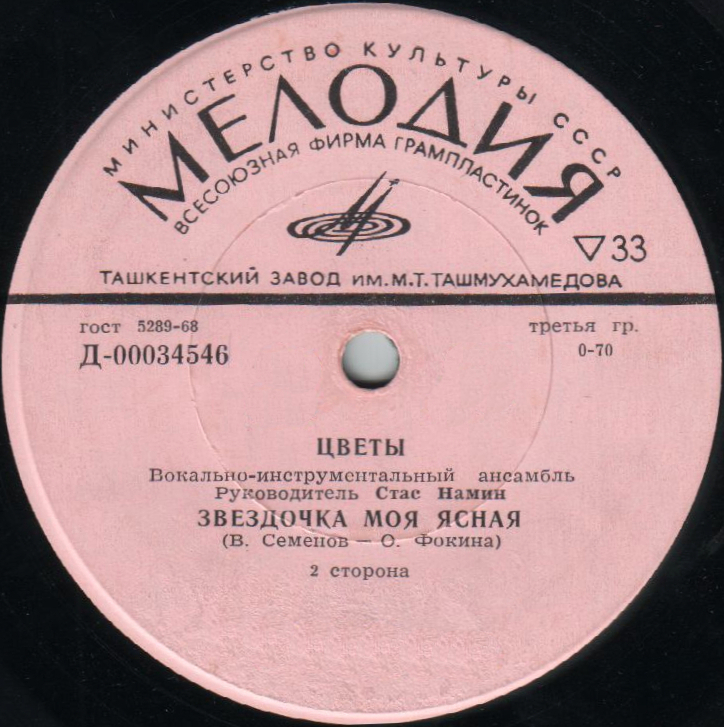 МИНИСТЕРСТВО КУЛЬТУРЫ СССР
МЕЛОДИЯ
ВСЕСОЮЗНАЯ ФИРМА ГРАМПЛАСТИНОК
33
ТАШКЕНТСКИЙ ЗАВОД ИМ. М.Т. ТАШМУХАМЕДОВА
гост 5289-68
третья гр.
Д-00034546
0-70
ЦВЕТЫ
Вокально-инструментальный ансамбль
Руководитель Стас Намин
ЗВЕЗДОЧКА МОЯ ЯСНАЯ
(В. Семенов — О. Фокина)
2 сторона